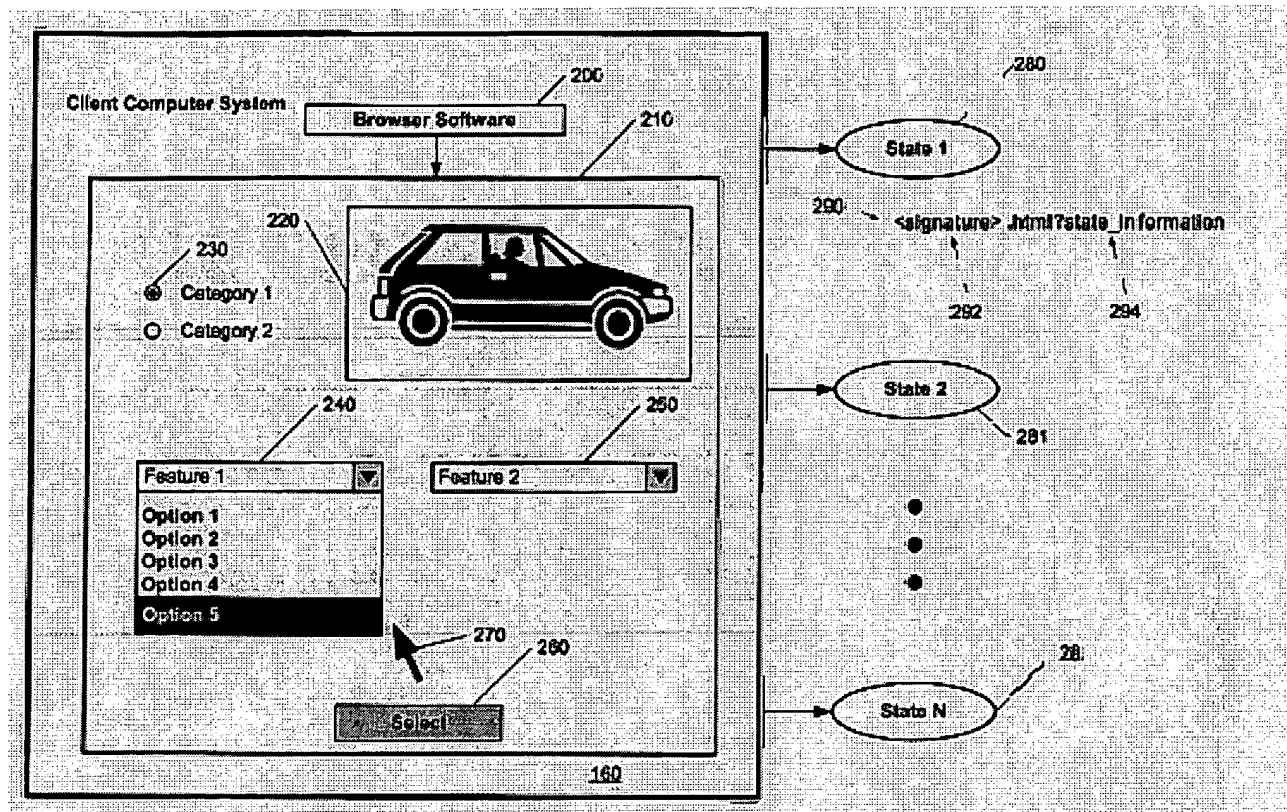 Client Computer System
200
Browser Software
210
280
State 1
290
<signature> .html?state_information
292
294
220
230
Category 1
Category 2
State 2
281
240
250
Feature 1
Feature 2
Option 1
Option 2
Option 3
Option 4
Option 5
270
260
Select
28
State N
160